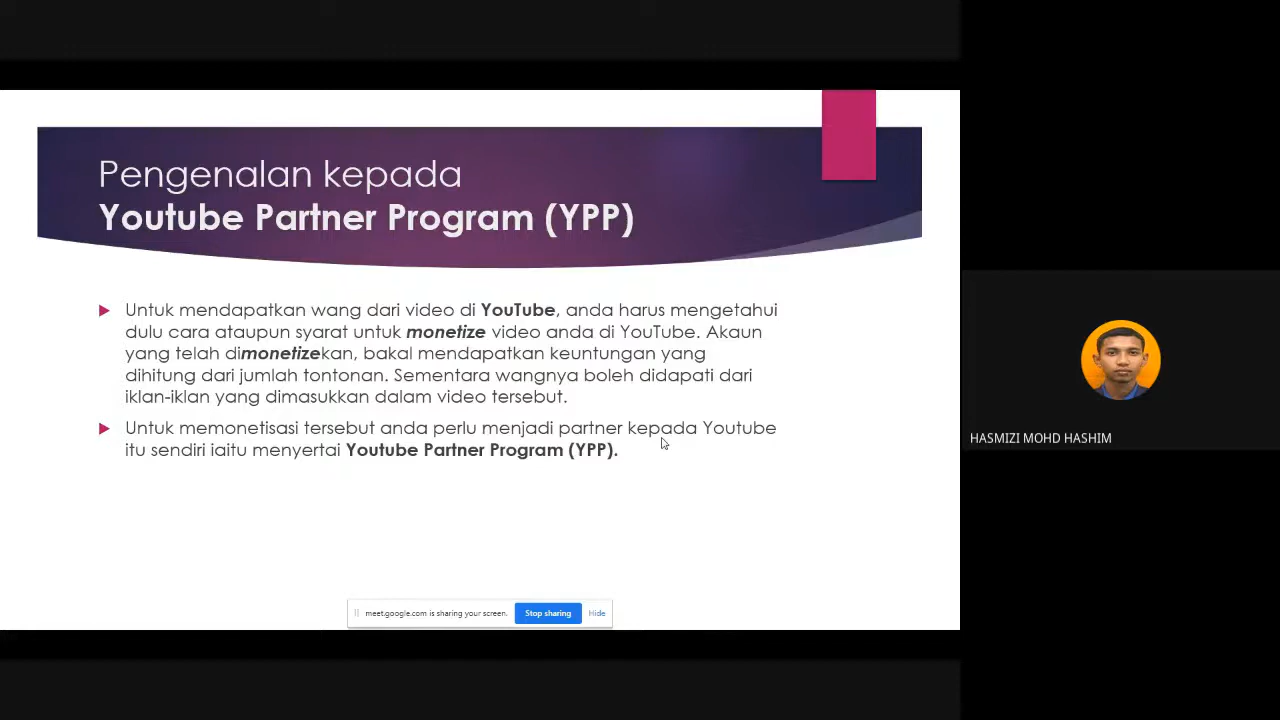 Pengenalan kepada
Youtube Partner Program (YPP)
Untuk mendapatkan wang dari video di YouTube, anda harus mengetahui
dulu cara ataupun syarat untuk monetize video anda di YouTube. Akaun
yang telah dimonetizekan, bakal mendapatkan keuntungan yang
dihitung dari jumlah tontonan. Sementara wangnya boleh didapati dari
iklan-iklan yang dimasukkan dalam video tersebut.
Untuk memonetisasi tersebut anda perlu menjadi partner kepada Youtube
itu sendiri iaitu menyertai Youtube Partner Program (YPP).
HASMIZI MOHD HASHIM
meet.google.com is sharing your screen. Stop sharing Hide